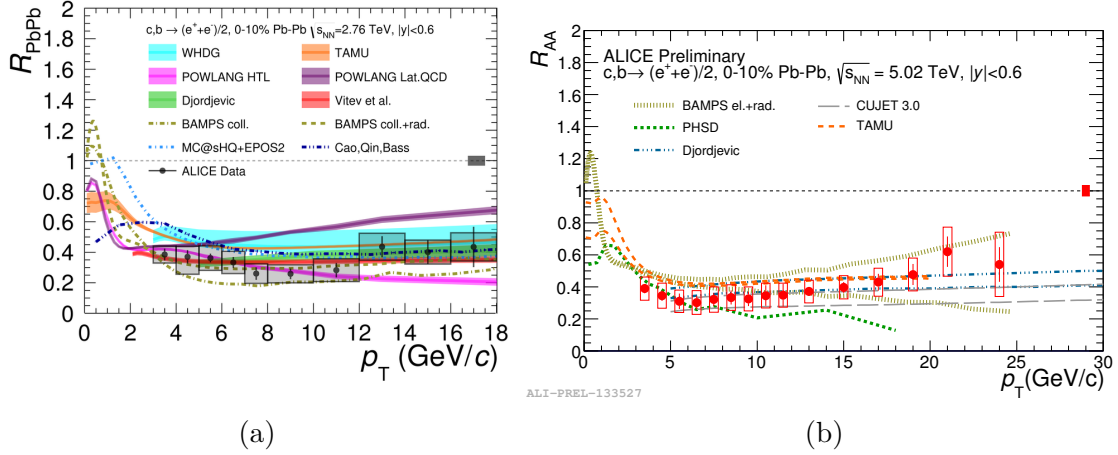 c,b → (e⁺+e⁻)/2, 0-10% Pb-Pb √s_NN=2.76 TeV, |y|<0.6
WHDG
TAMU
POWLANG HTL
POWLANG Lat.QCD
Djordjevic
Vitev et al.
BAMPS coll.
BAMPS coll.+rad.
MC@sHQ+EPOS2
Cao,Qin,Bass
ALICE Data
R_PbPb
2
1.8
1.6
1.4
1.2
1
0.8
0.6
0.4
0.2
0
0 2 4 6 8 10 12 14 16 18
p_T (GeV/c)
(a)
ALICE Preliminary
c,b→ (e⁺+e⁻)/2, 0-10% Pb-Pb, √s_NN = 5.02 TeV, |y|<0.6
BAMPS el.+rad.
CUJET 3.0
PHSD
TAMU
Djordjevic
R_AA
2
1.8
1.6
1.4
1.2
1
0.8
0.6
0.4
0.2
0
0 5 10 15 20 25 30
p_T(GeV/c)
ALI-PREL-133527
(b)